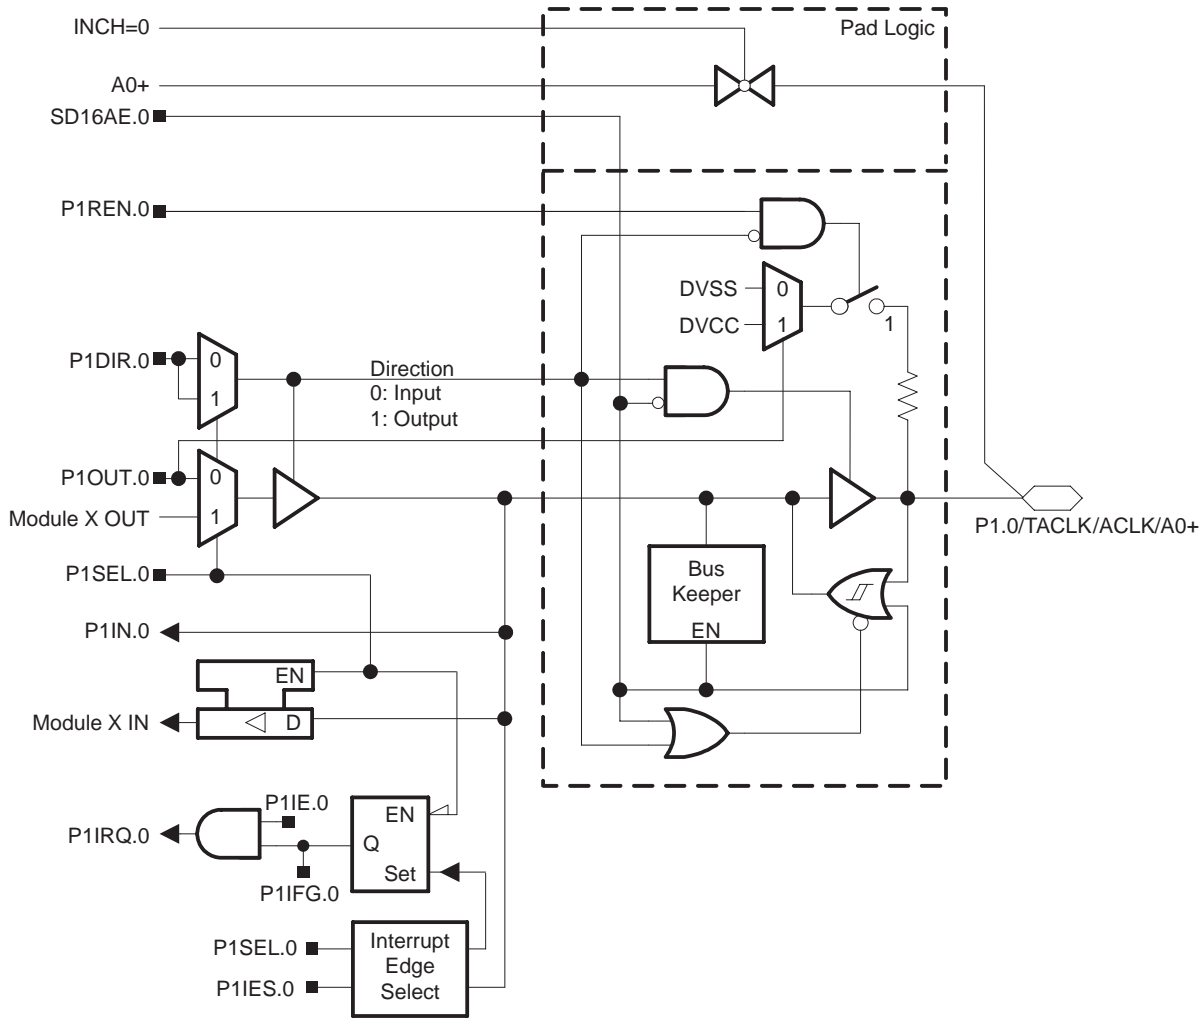 INCH=0
Pad Logic
A0+
SD16AE.0
P1REN.0
DVSS
0
DVCC
1
1
P1DIR.0
0
1
Direction
0: Input
1: Output
P1OUT.0
0
Module X OUT
1
P1.0/TACLK/ACLK/A0+
P1SEL.0
Bus
Keeper
EN
P1IN.0
EN
Module X IN
D
P1IE.0
EN
P1IRQ.0
Q
Set
P1IFG.0
P1SEL.0
Interrupt
Edge
Select
P1IES.0